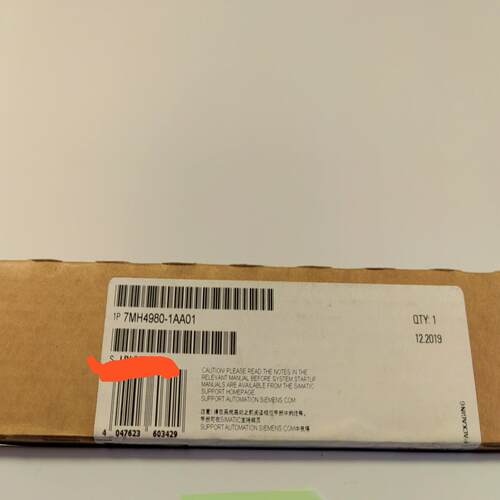 1P 7MH4980-1AA01
QTY: 1
12.2019
S
CAUTION! PLEASE READ THE NOTES IN THE
RELEVANT MANUAL BEFORE SYSTEM STARTUP
MANUALS ARE AVAILABLE FROM THE SIMATIC
SUPPORT HOMEPAGE.
SUPPORT.AUTOMATION.SIEMENS.COM
SUPPORT.AUTOMATION.SIEMENS.COM
4 047623 603429
PACKAGING